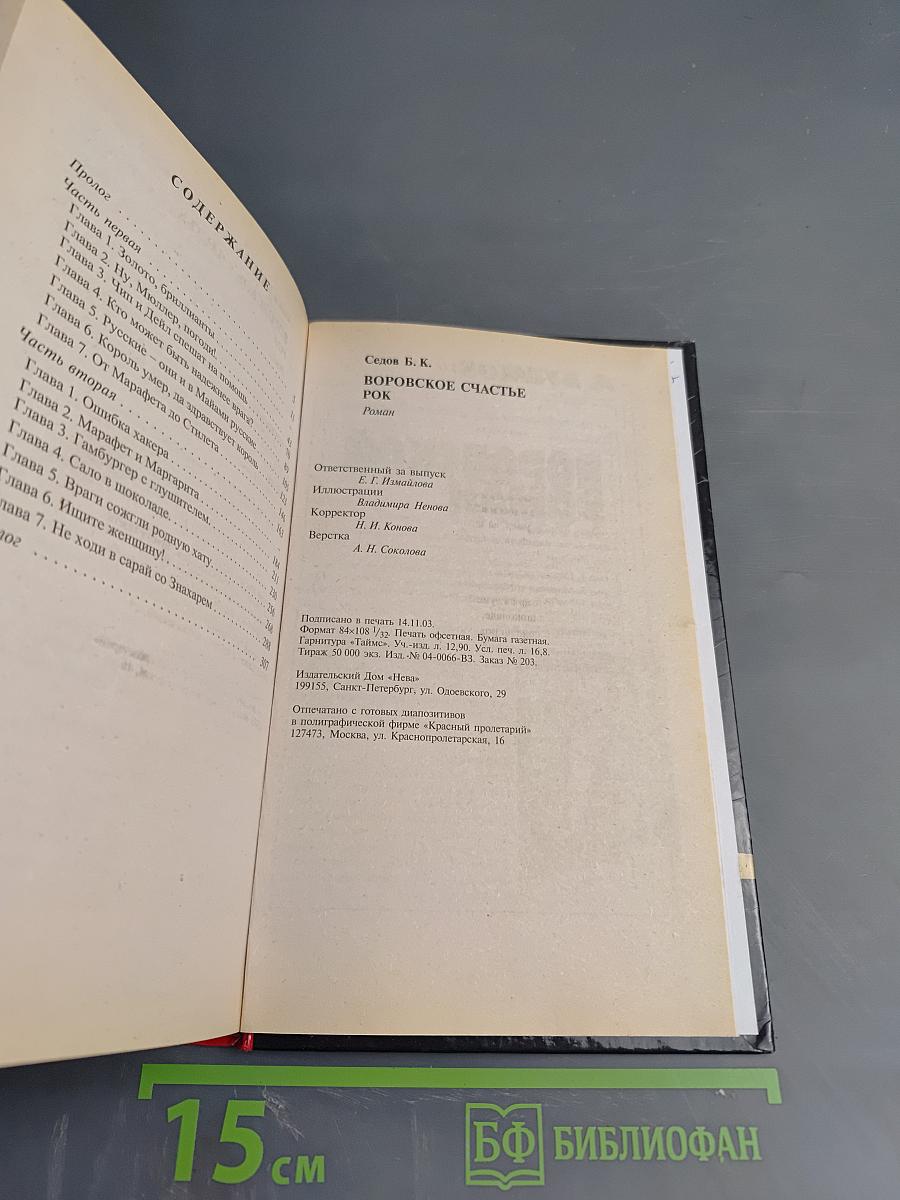 СОДЕРЖАНИЕ
Пролог
Часть первая
Глава 1. Золото, бриллианты
Глава 2. Ну, Мюллер, погоди!
Глава 3. Чип и Дейл спешат на помощь
Глава 4. Кто может быть надежнее врага?
Глава 5. Русские — они и в Майами русские
Глава 6. Король умер, да здравствует король
Глава 7. От Марафета до Стилета
Часть вторая
Глава 1. Ошибка хакера
Глава 2. Марафет и Маргарита
Глава 3. Гамбургер с глушителем
Глава 4. Сало в шоколаде
Глава 5. Враги сожгли родную хату
Глава 6. Ищите женщину!
лава 7. Не ходи в сарай со Знахарем
лог 307
Седов Б. К.
ВОРОВСКОЕ СЧАСТЬЕ
РОК
Роман
Ответственный за выпуск
Е. Г. Измайлова
Иллюстрации
Владимира Ненова
Корректор
Н. И. Конова
Верстка
А. Н. Соколова
Подписано в печать 14.11.03.
Формат 84×108 1/32. Печать офсетная. Бумага газетная.
Гарнитура «Таймс». Уч.-изд. л. 12,90. Усл. печ. л. 16,8.
Тираж 50 000 экз. Изд.-№ 04-0066-ВЗ. Заказ № 203.
Издательский Дом «Нева»
199155, Санкт-Петербург, ул. Одоевского, 29
Отпечатано с готовых диапозитивов
в полиграфической фирме «Красный пролетарий»
127473, Москва, ул. Краснопролетарская, 16
15 см
БФ БИБЛИОФАН